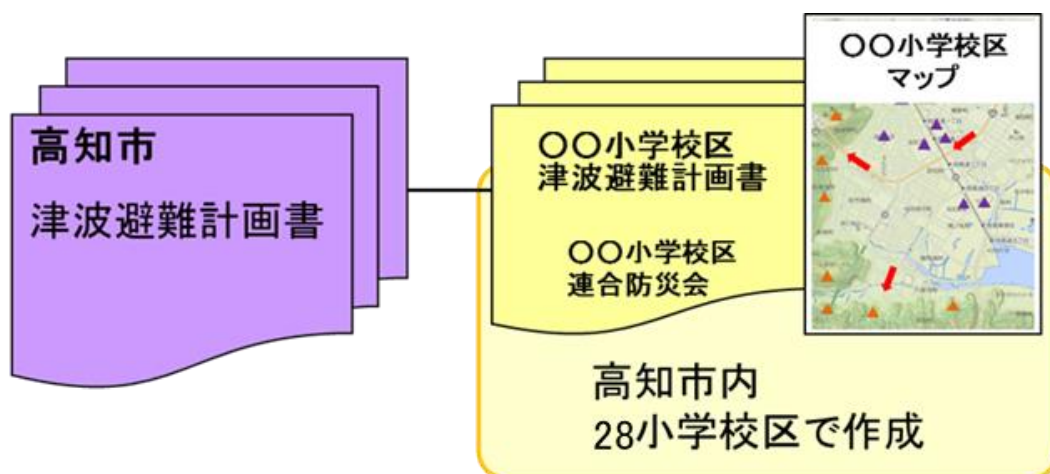 高知市
津波避難計画書
〇〇小学校区
津波避難計画書
〇〇小学校区
連合防災会
〇〇小学校区
マップ
高知市内
28小学校区で作成